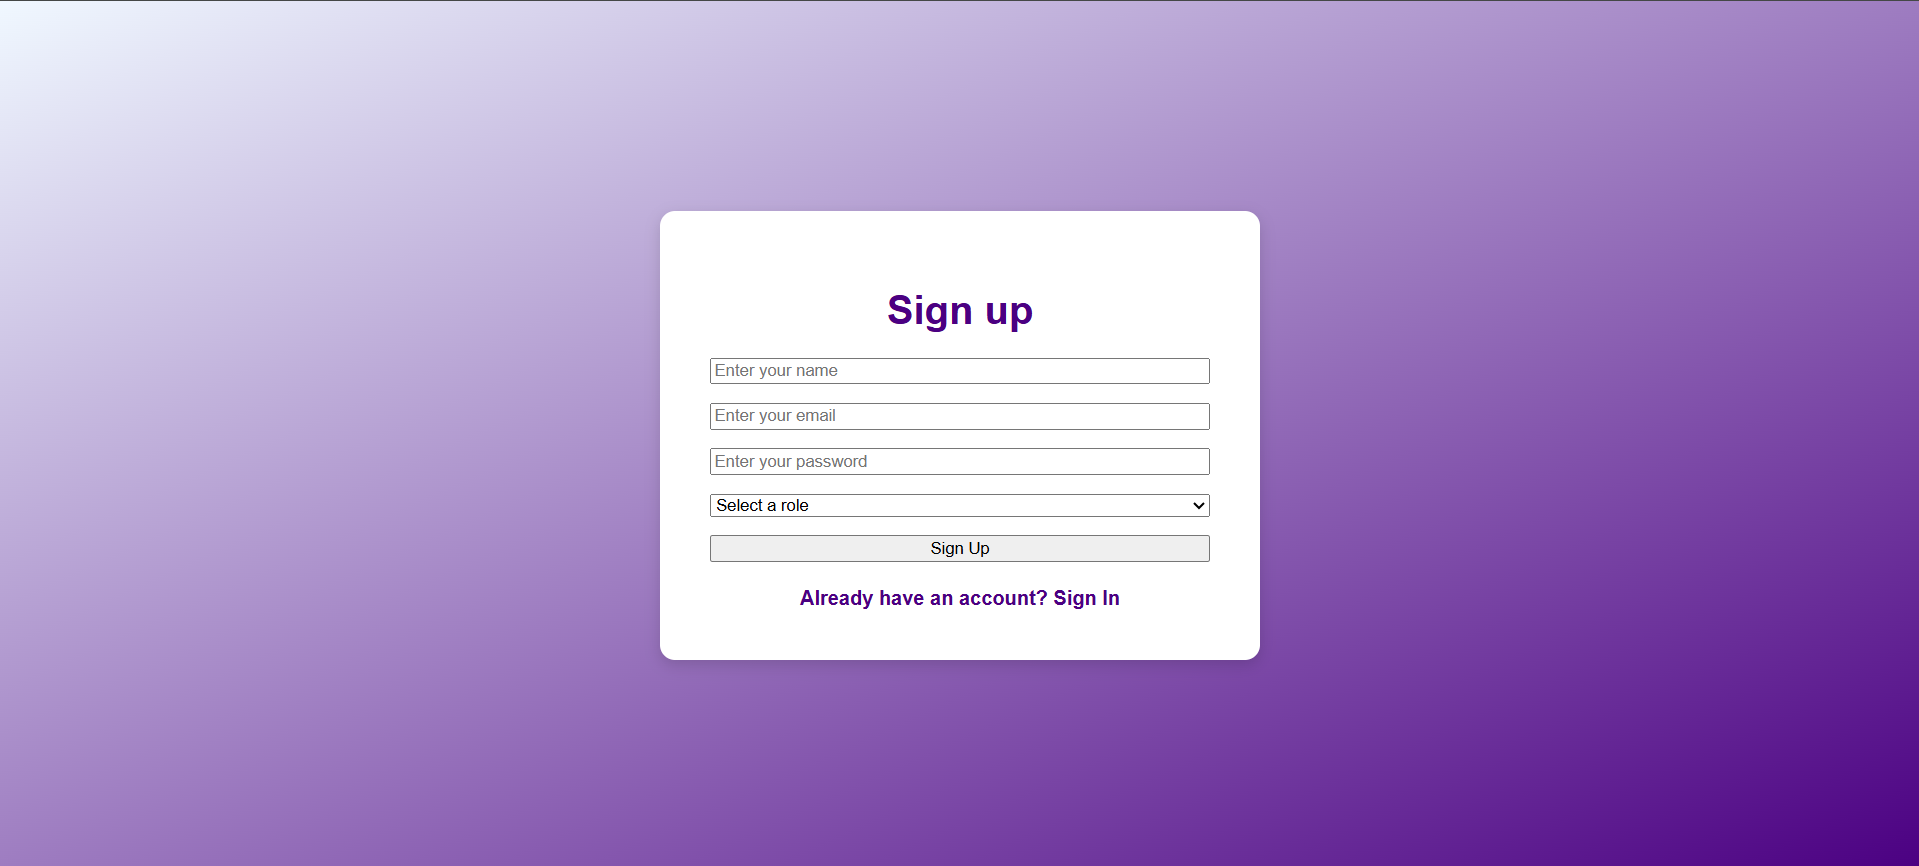 Sign up
Enter your name
Enter your email
Enter your password
Select a role
Sign Up
Already have an account? Sign In